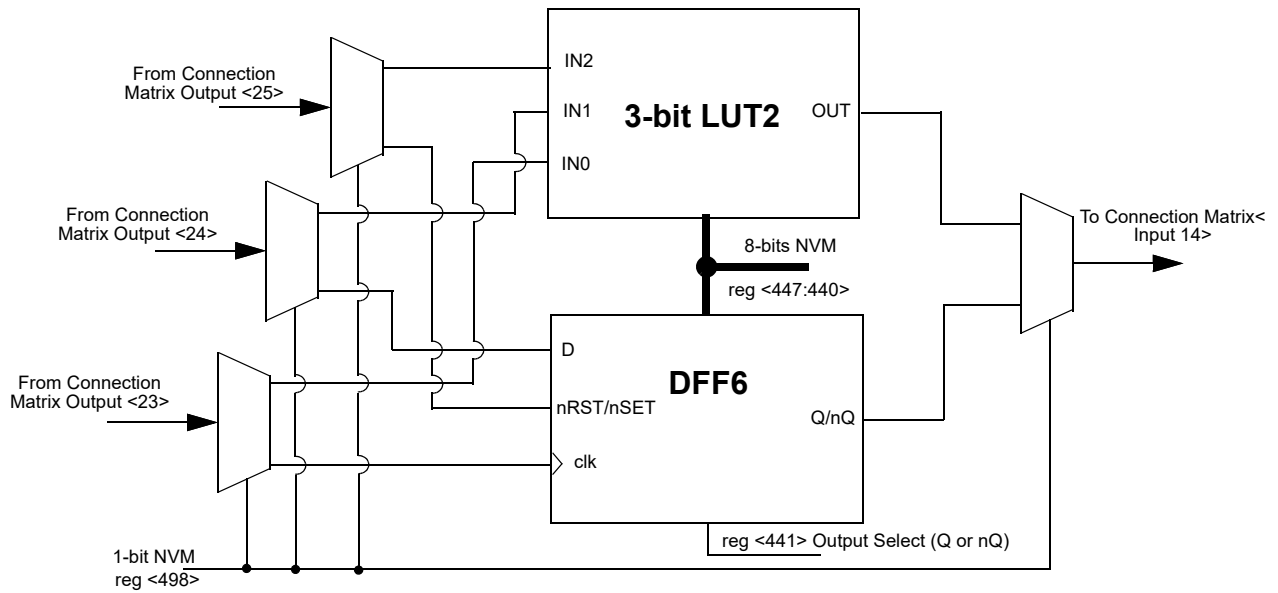 From Connection
Matrix Output <25>
IN2
IN1
IN0
3-bit LUT2
OUT
From Connection
Matrix Output <24>
To Connection Matrix<
Input 14>
8-bits NVM
reg <447:440>
From Connection
Matrix Output <23>
D
nRST/nSET
clk
DFF6
Q/nQ
reg <441> Output Select (Q or nQ)
1-bit NVM
reg <498>